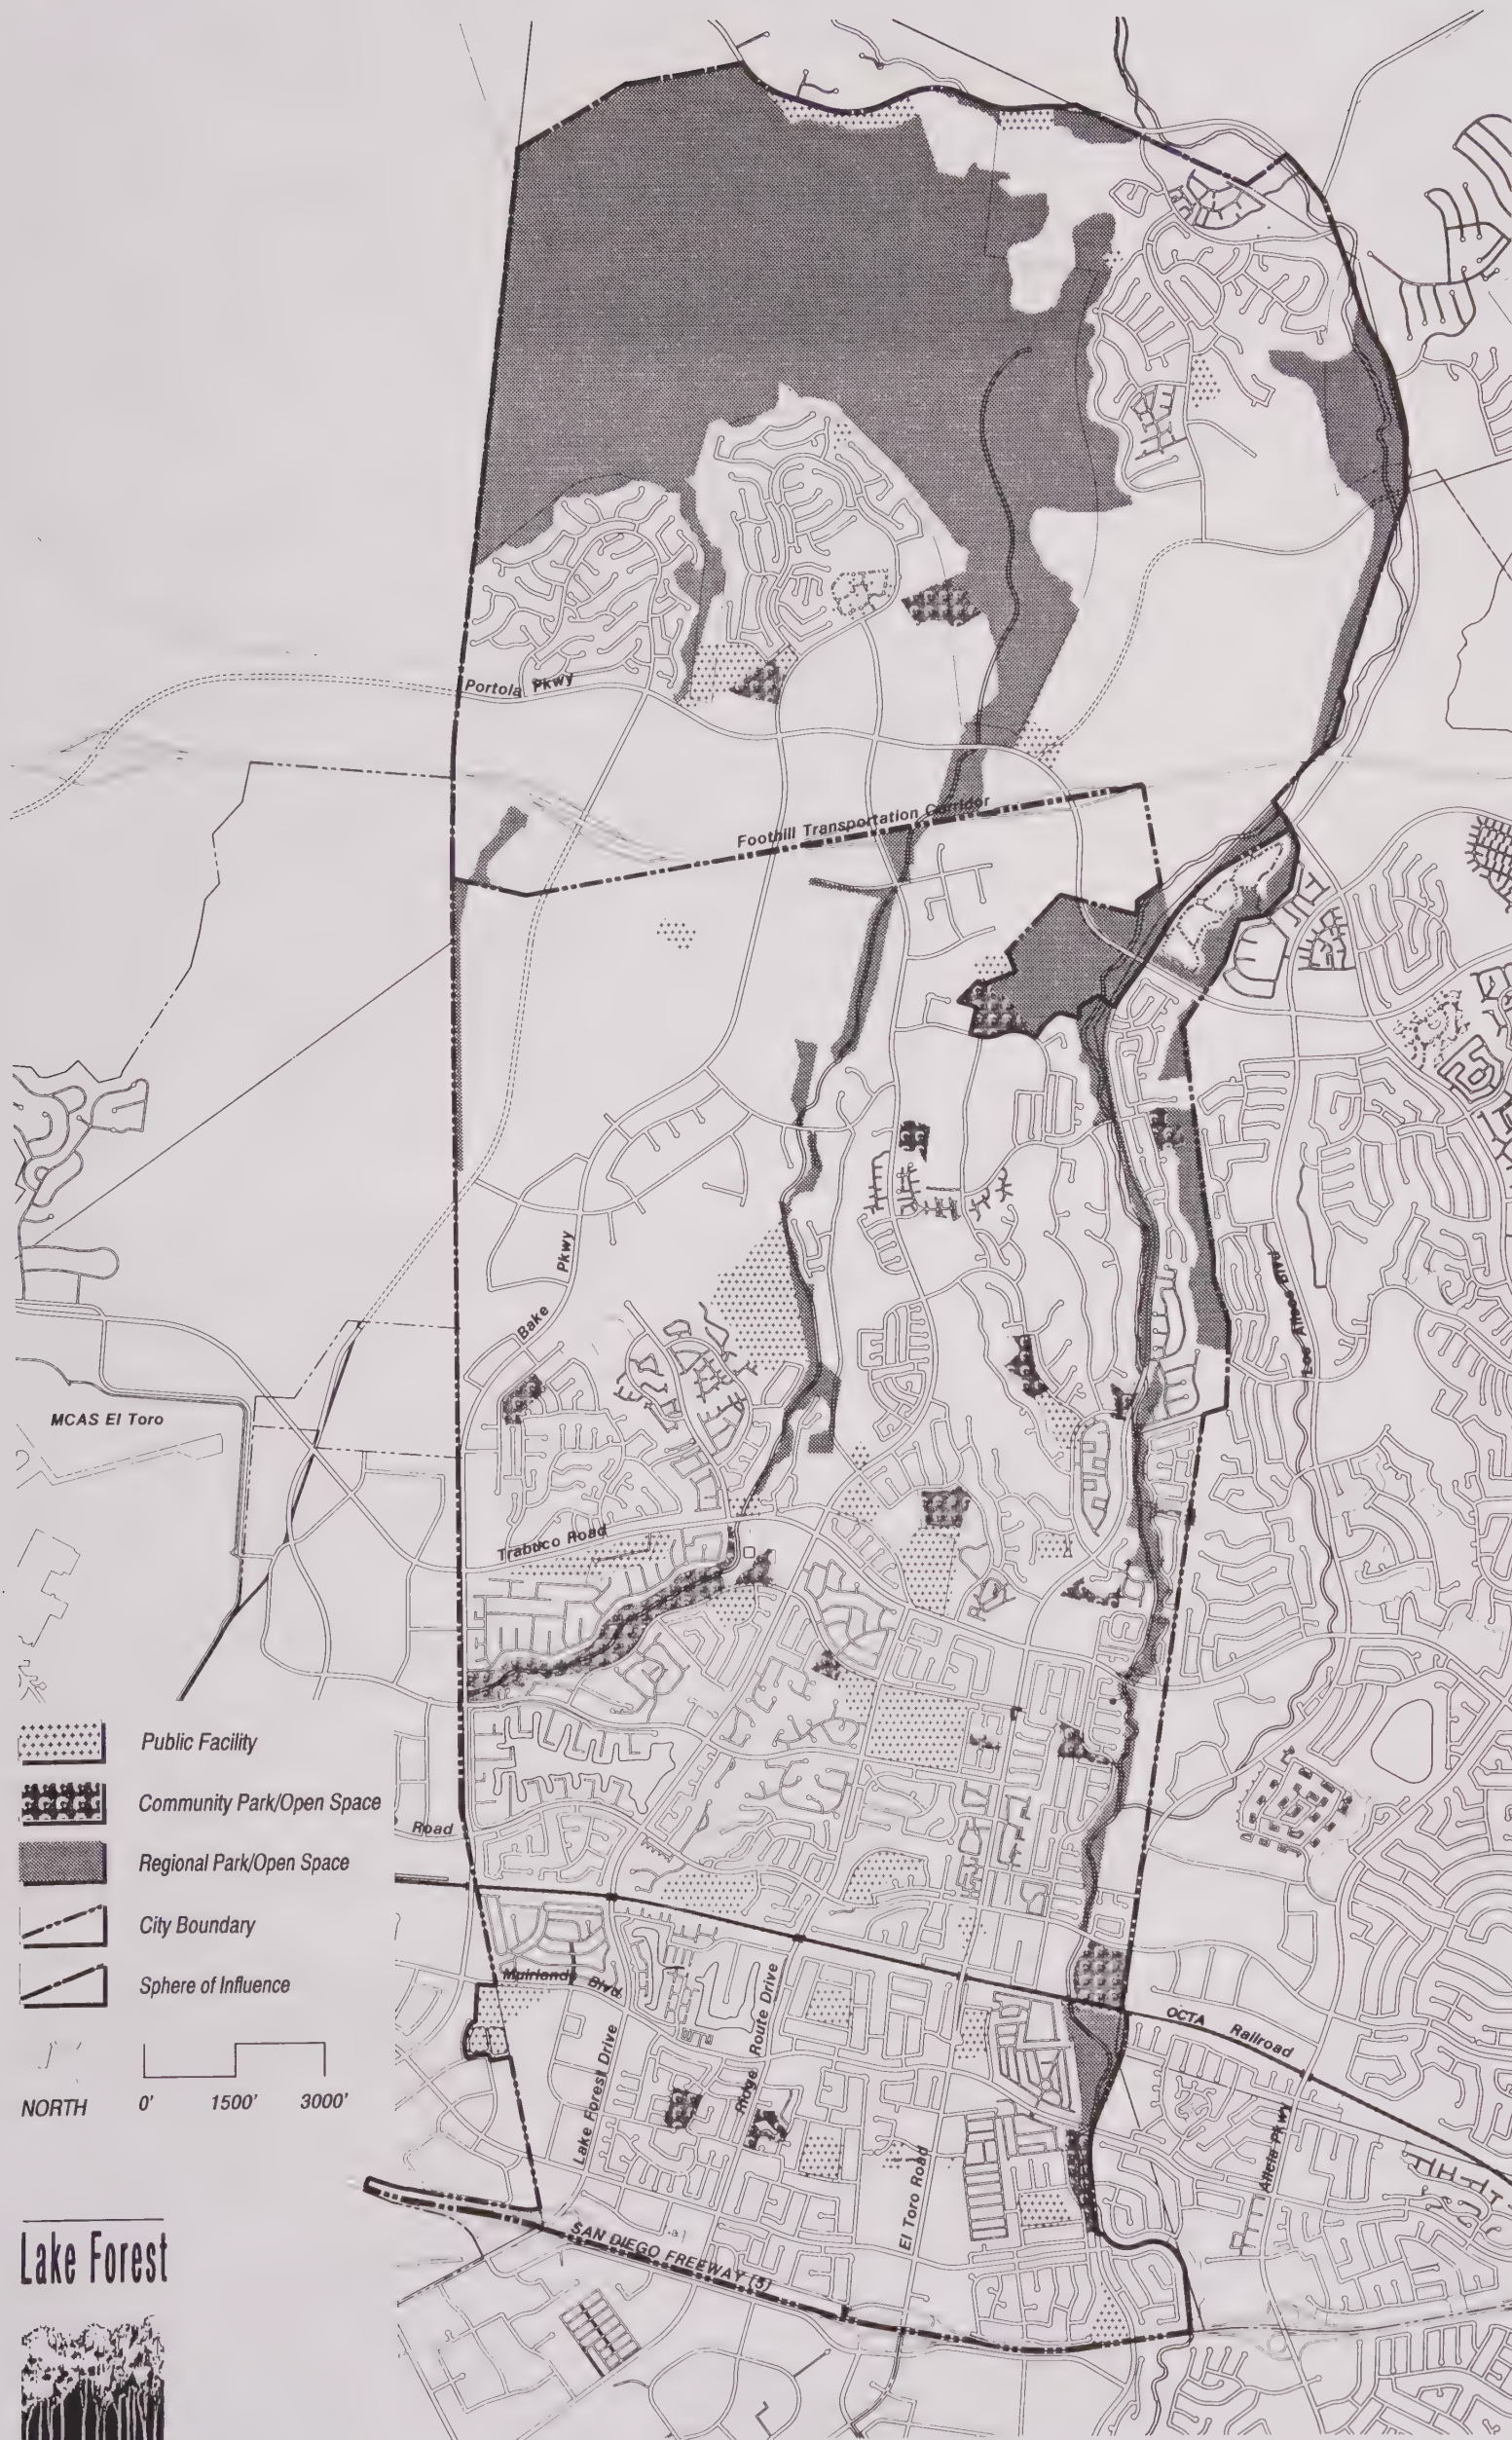 Portola Pkwy
Foothill Transportation Corridor
Pkwy
Bake
Los Alisos Blvd
MCAS El Toro
Trabuco Road
Public Facility
Community Park/Open Space
Road
Regional Park/Open Space
City Boundary
Muirlands Blvd.
Sphere of Influence
OCTA Railroad
Lake Forest Drive
Ridge Route Drive
NORTH 0' 1500' 3000'
Alicia Pkwy
El Toro Road
SAN DIEGO FREEWAY (5)
Lake Forest